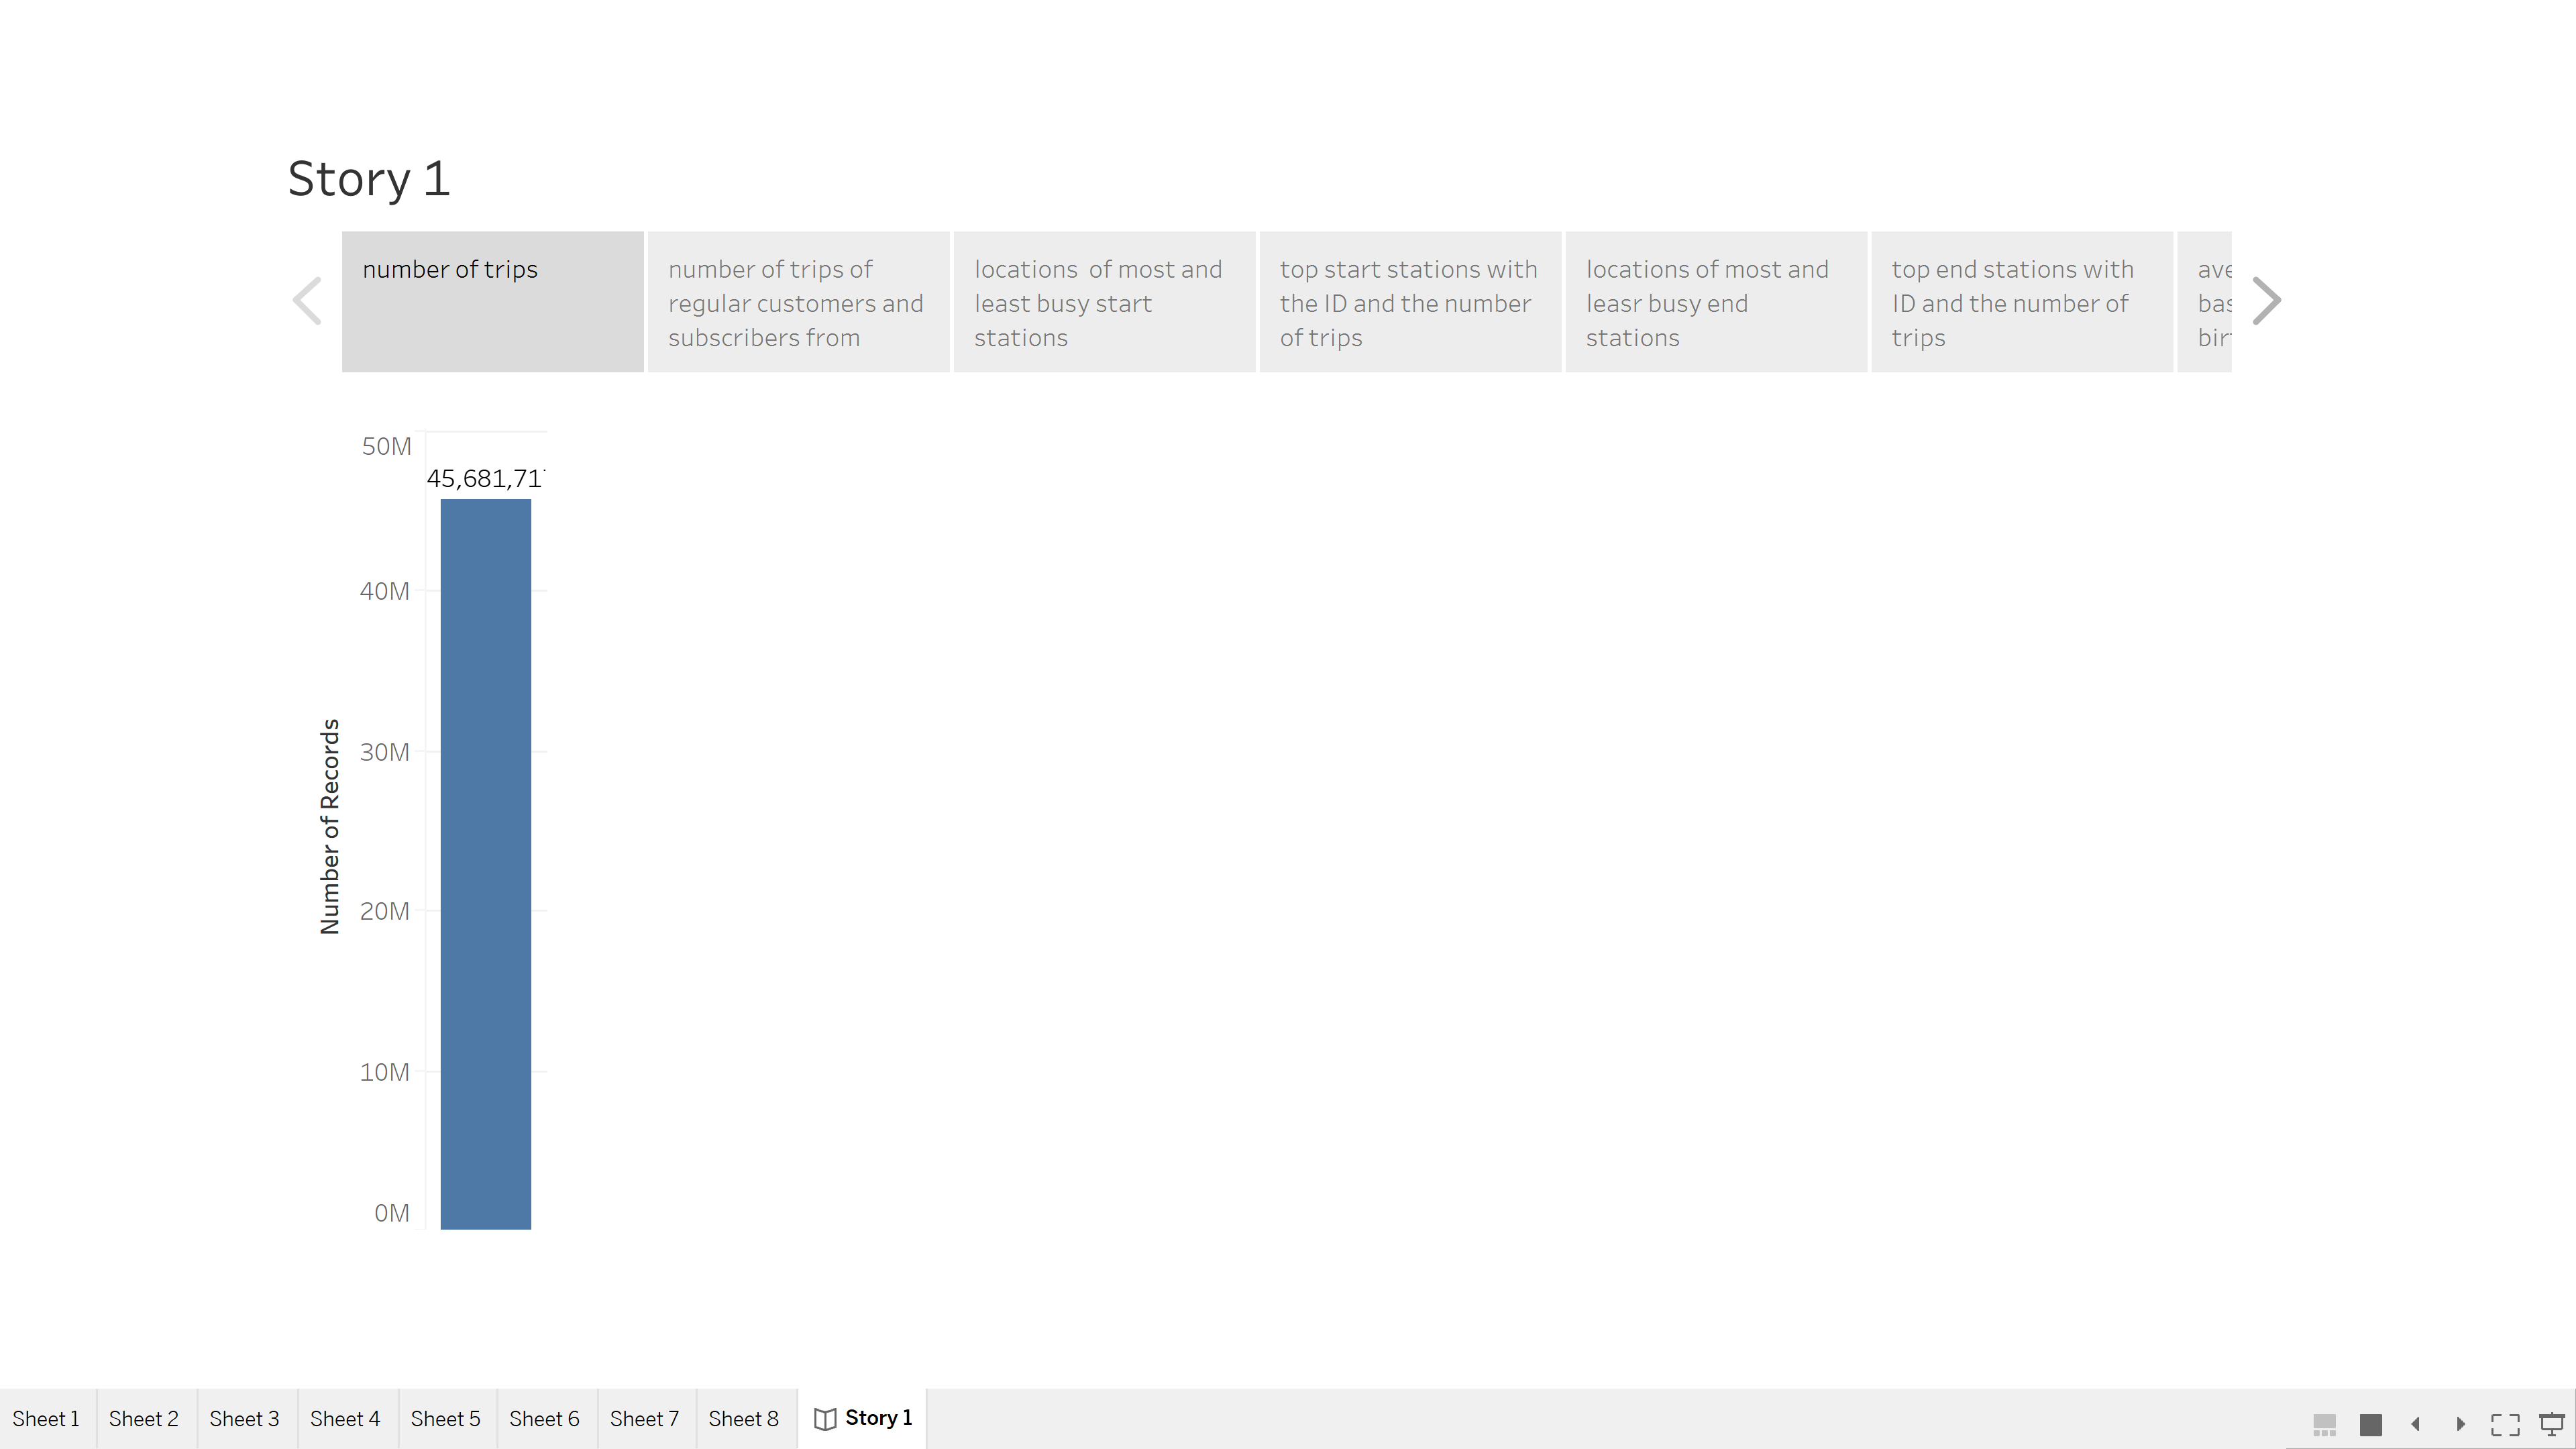 Story 1
number of trips
number of trips of
regular customers and
subscribers from
locations  of most and
least busy start
stations
top start stations with
the ID and the number
of trips
locations of most and
leasr busy end
stations
top end stations with
ID and the number of
trips
50M
45,681,71
40M
30M
20M
10M
0M
Number of Records
Sheet 1
Sheet 2
Sheet 3
Sheet 4
Sheet 5
Sheet 6
Sheet 7
Sheet 8
Story 1